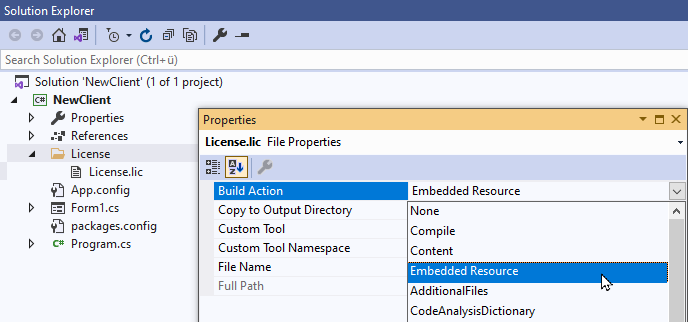 Solution Explorer
Search Solution Explorer (Ctrl+ü)
Solution 'NewClient' (1 of 1 project)
C# NewClient
Properties
References
License
License.lic
App.config
Form1.cs
packages.config
C# Program.cs
Properties
License.lic File Properties
A Z
Build Action Embedded Resource
Copy to Output Directory
Custom Tool
Custom Tool Namespace
File Name
Full Path
None
Compile
Content
Embedded Resource
AdditionalFiles
CodeAnalysisDictionary